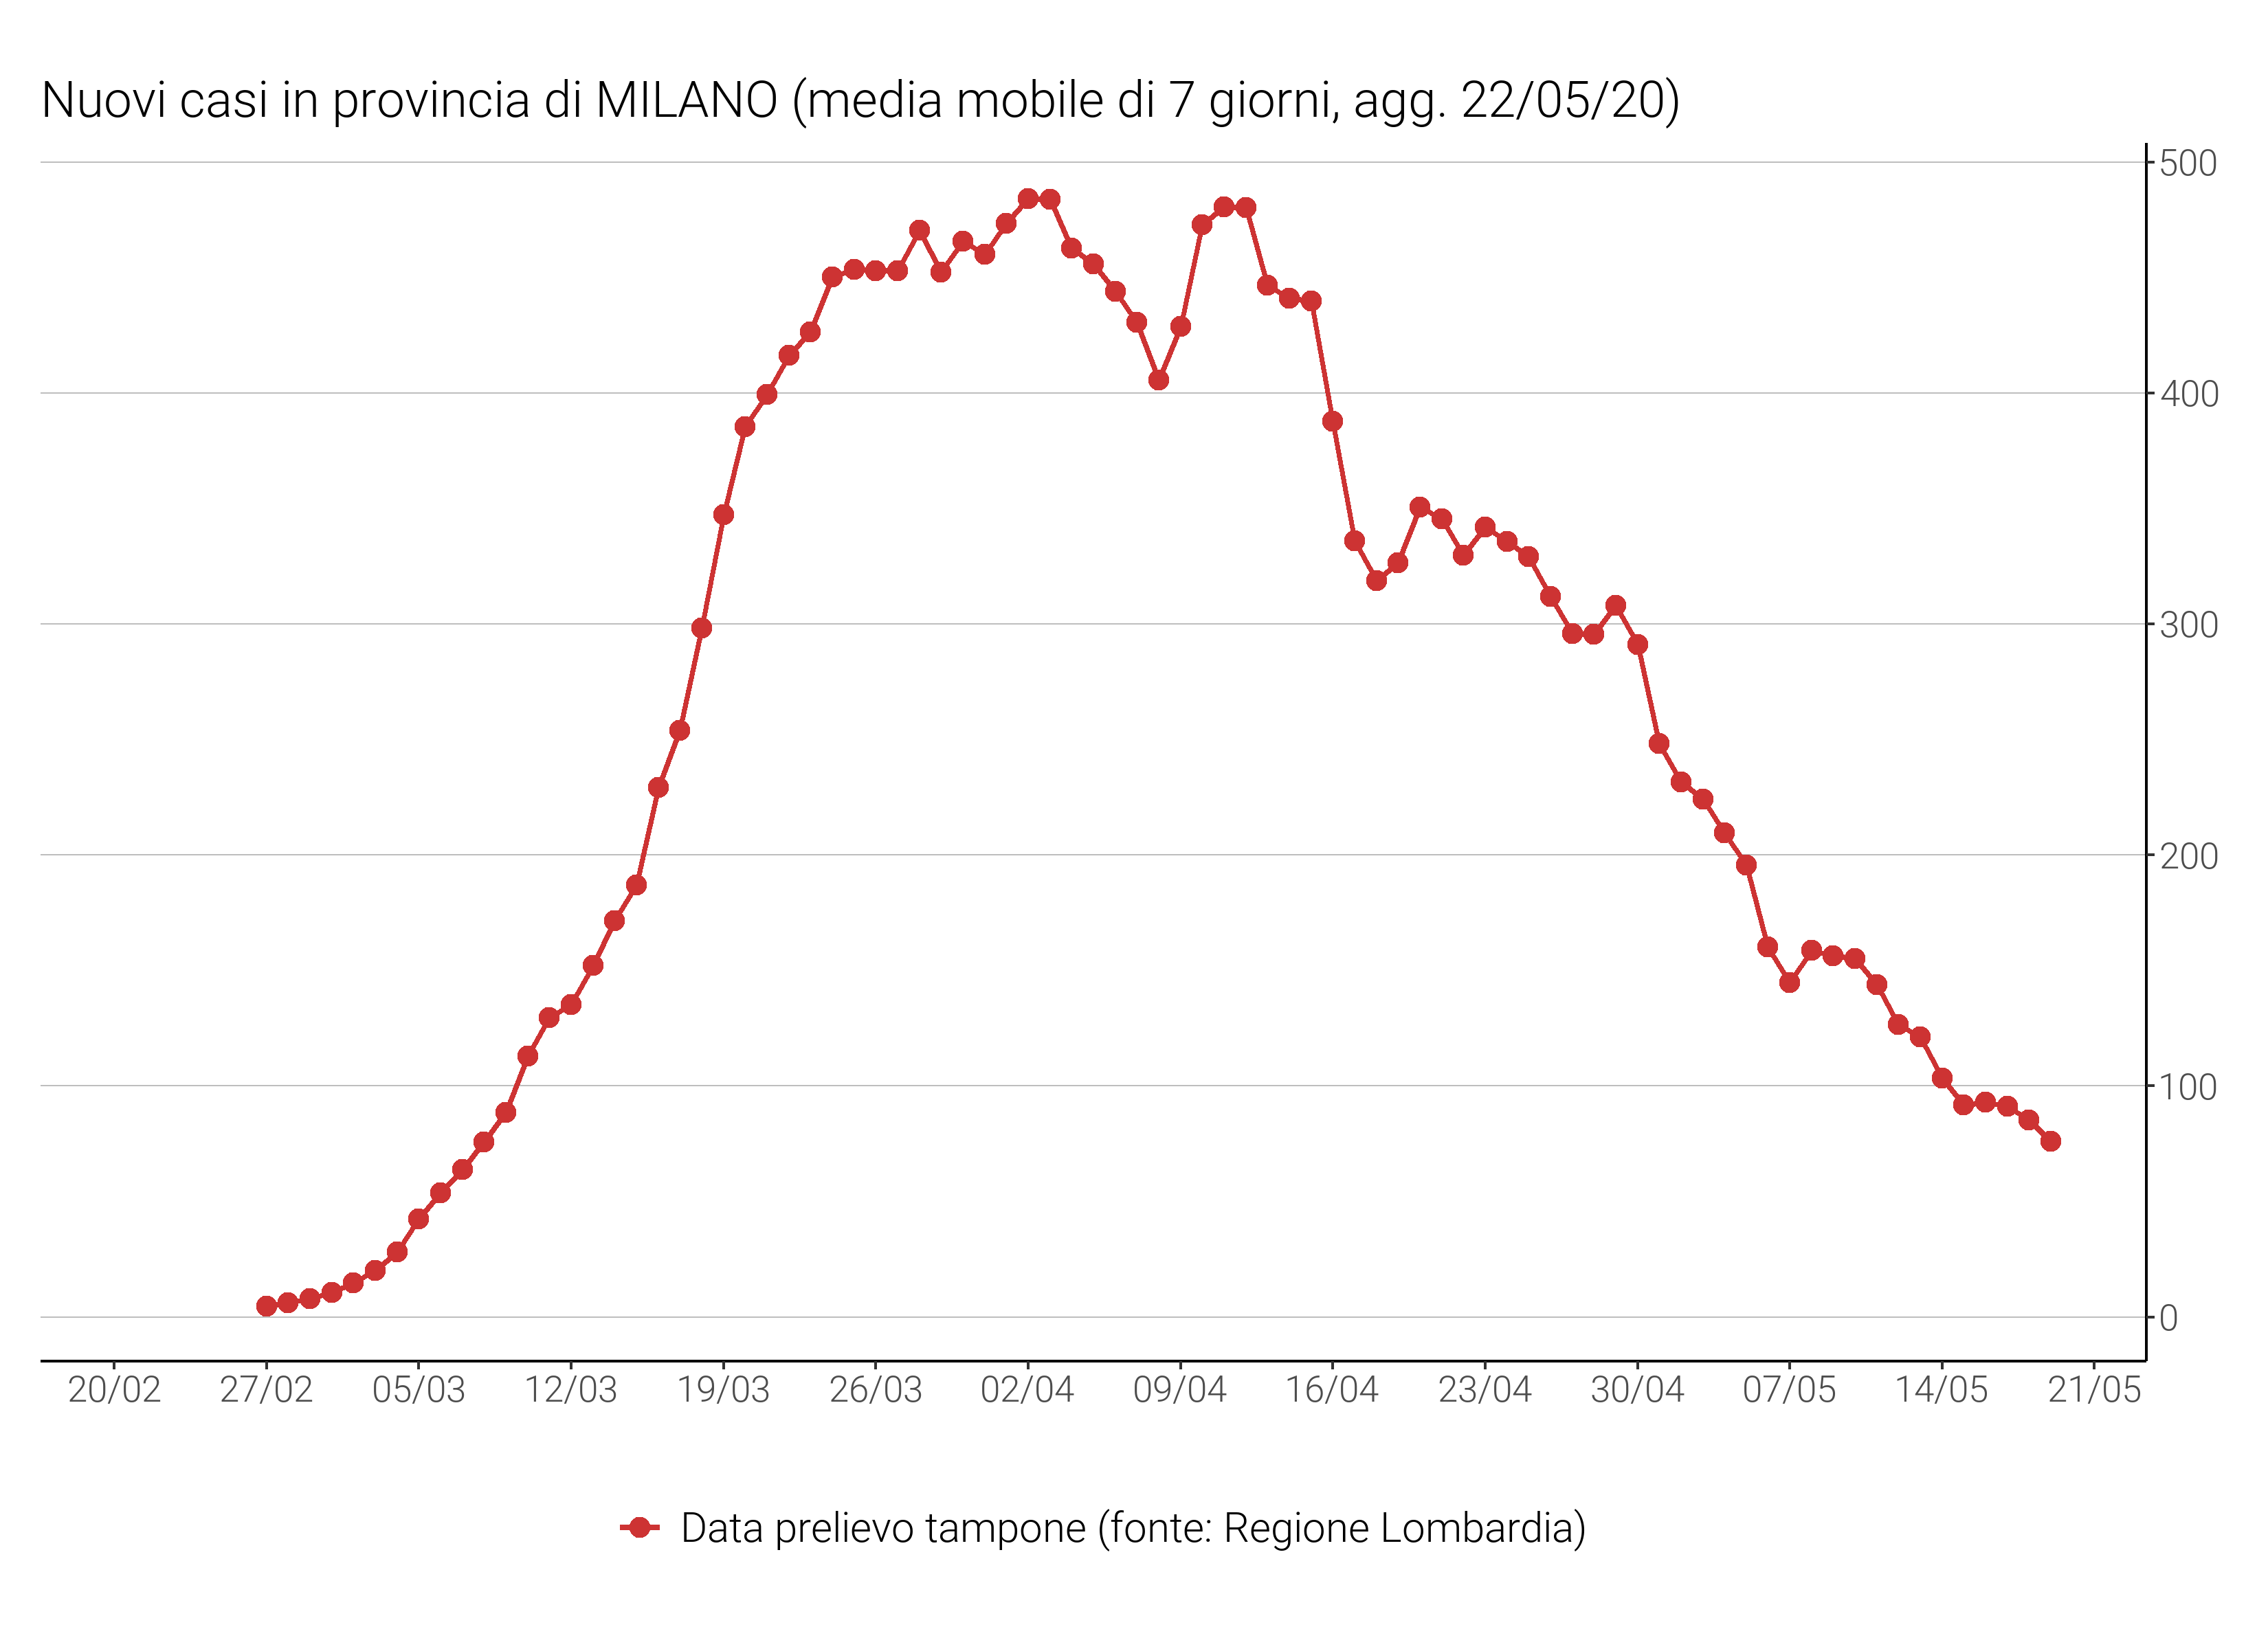 Nuovi casi in provincia di MILANO (media mobile di 7 giorni, agg. 22/05/20)
500
400
300
200
100
0
20/02 27/02 05/03 12/03 19/03 26/03 02/04 09/04 16/04 23/04 30/04 07/05 14/05 21/05
Data prelievo tampone (fonte: Regione Lombardia)